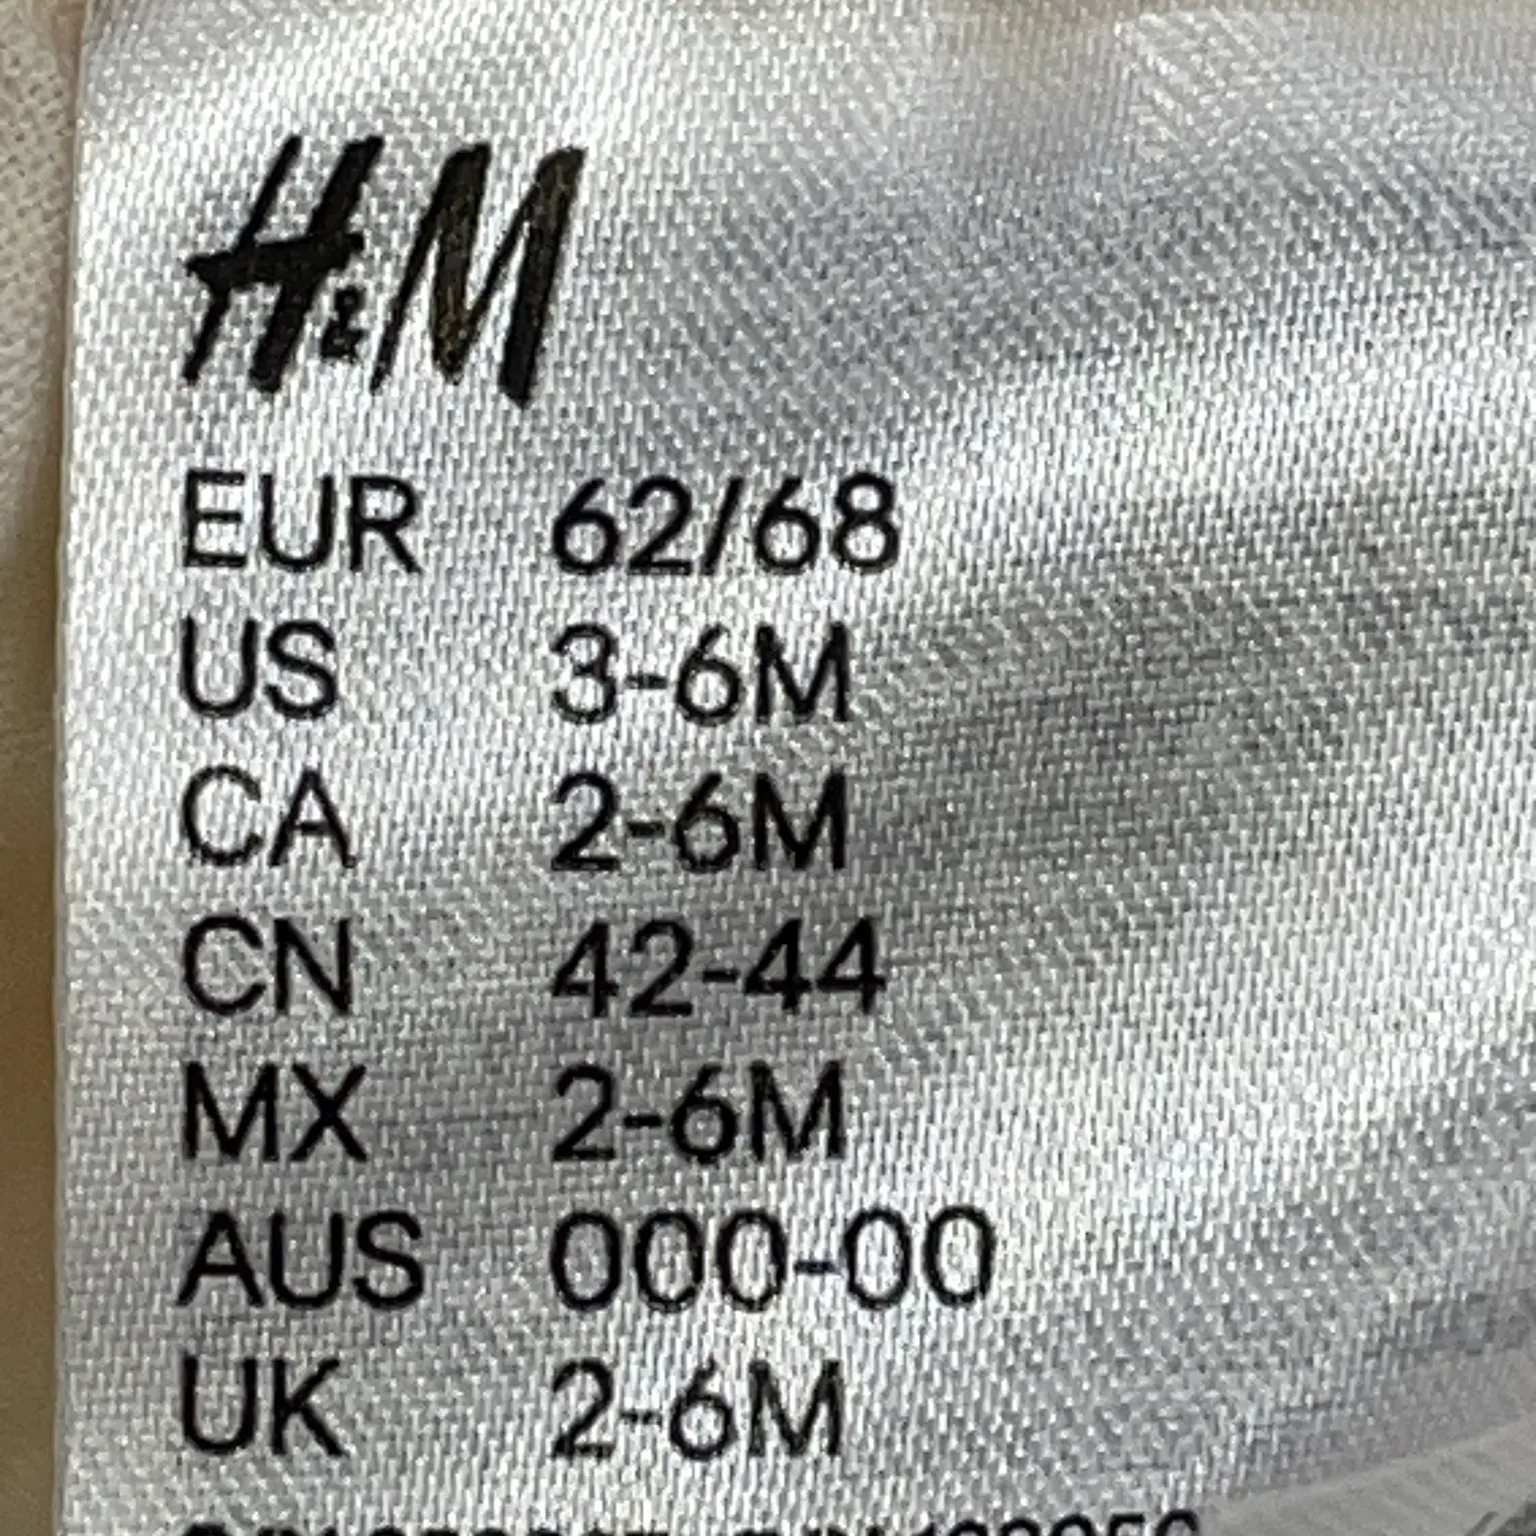 H&M
EUR 62/68
US 3-6M
CA 2-6M
CN 42-44
MX 2-6M
AUS 000-00
UK 2-6M